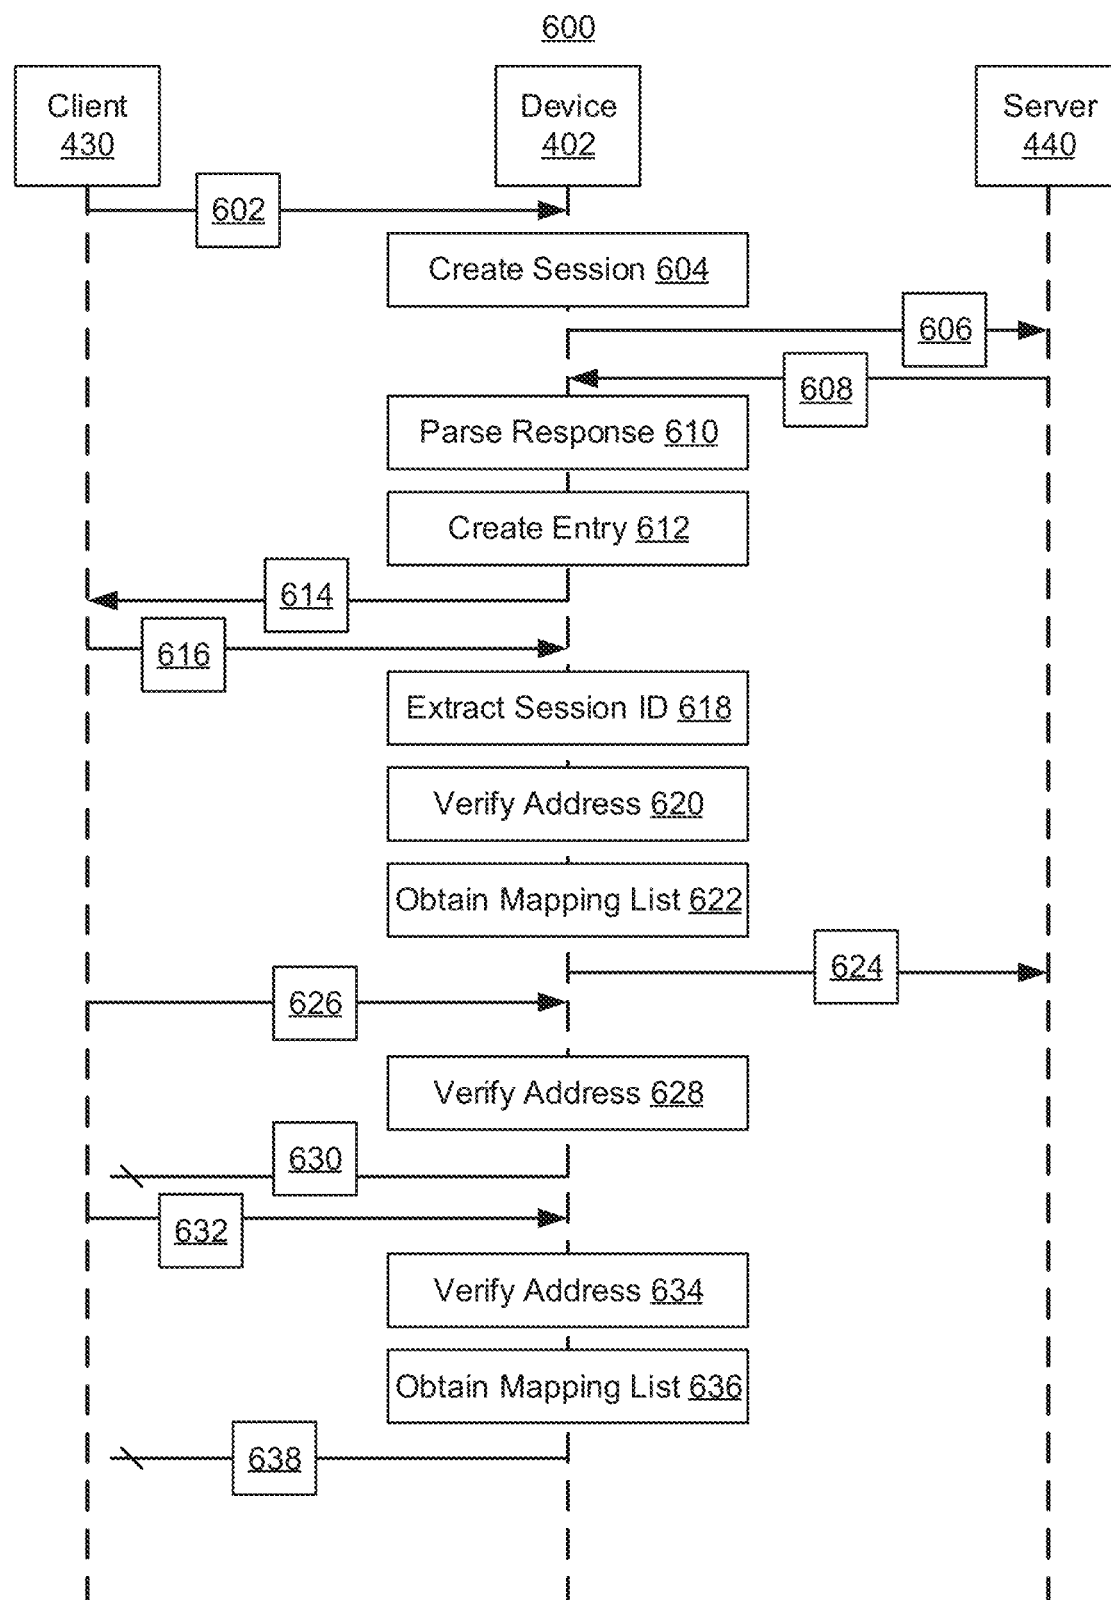 600
Client
430
Device
402
Server
440
602
Create Session 604
606
608
Parse Response 610
Create Entry 612
614
616
Extract Session ID 618
Verify Address 620
Obtain Mapping List 622
624
626
Verify Address 628
630
632
Verify Address 634
Obtain Mapping List 636
638